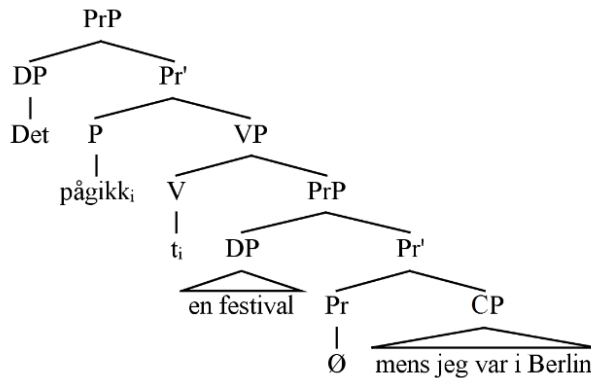 PrP
DP Pr'
Det P VP
pågikkᵢ V PrP
tᵢ DP Pr'
en festival Pr CP
Ø mens jeg var i Berlin